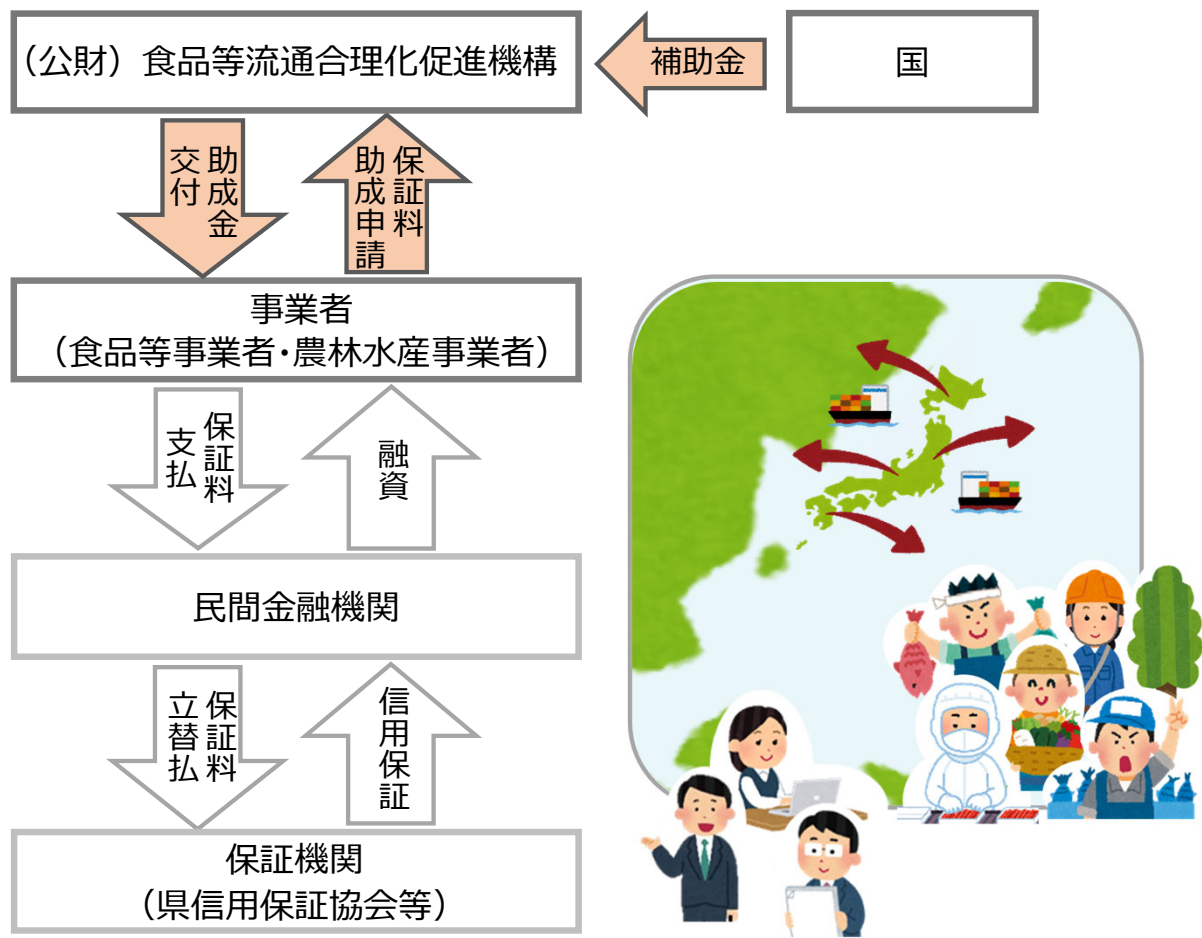 （公財）食品等流通合理化促進機構
補助金
国
助成金
交付
保証料
助成申請
事業者
（食品等事業者・農林水産事業者）
保証料
支払
融資
民間金融機関
保証料
立替払
信用保証
保証機関
（県信用保証協会等）